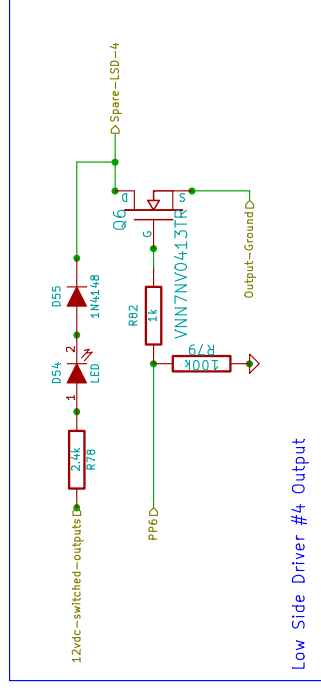 Spare-LSD-4
D
S
Q6
G
VNN7NV0413TR
Output-Ground
D55
1N4148
R82
1k
R79
100k
D54
LED
2
1
2.4k
R78
12vdc-switched-outputs
PP6
Low Side Driver #4 Output